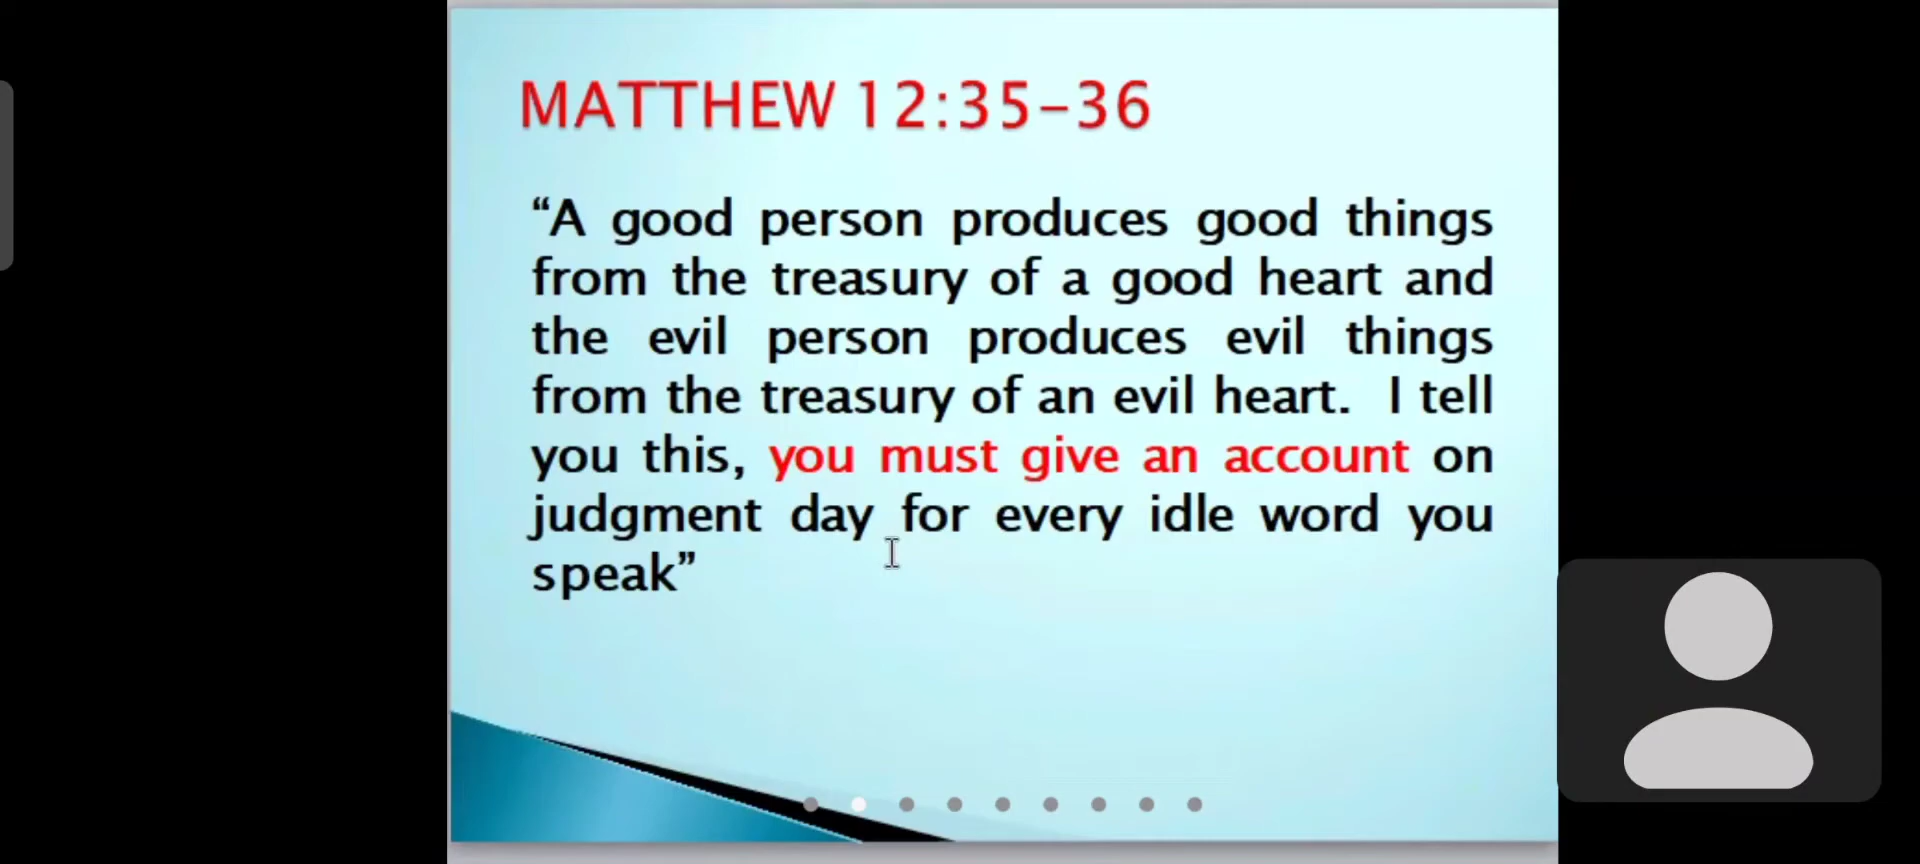 MATTHEW 12:35-36
“A good person produces good things
from the treasury of a good heart and
the evil person produces evil things
from the treasury of an evil heart. I tell
you this, you must give an account on
judgment day for every idle word you
speak”